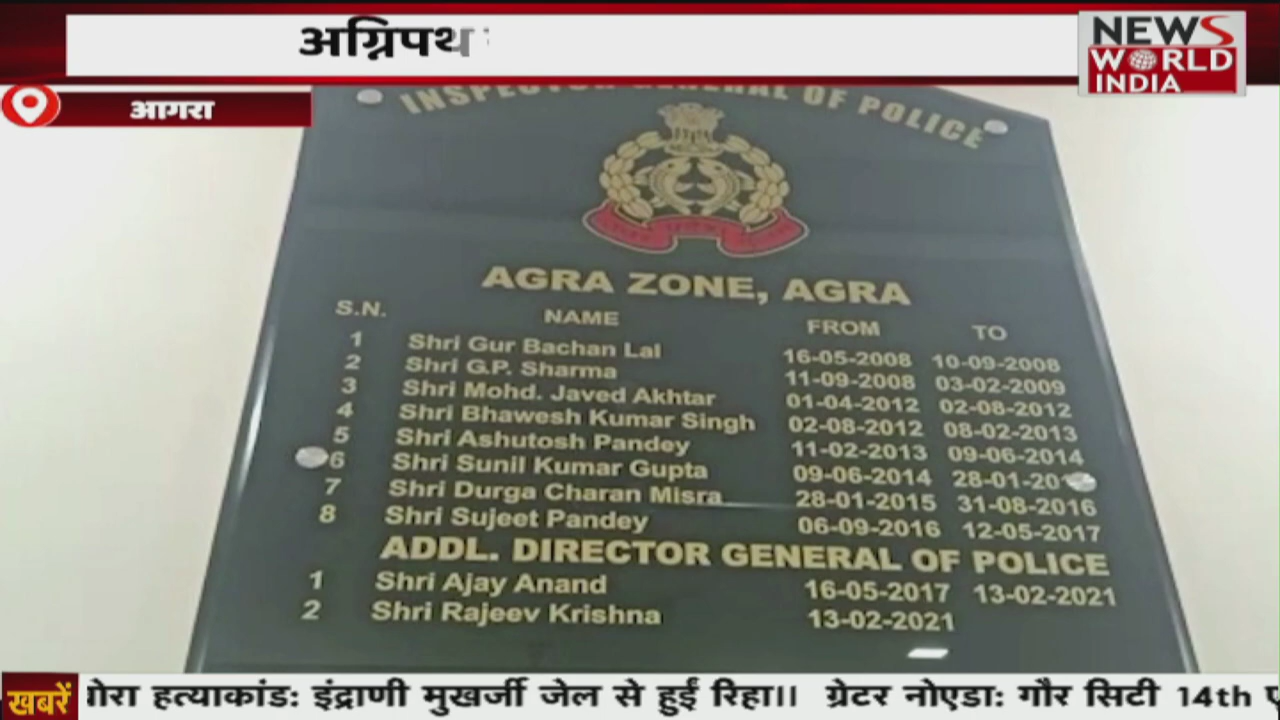 अग्निपथ
NEWS
WORLD
INDIA
आगरा
INSPECTOR GENERAL OF POLICE
AGRA ZONE, AGRA
S.N. NAME FROM TO
1 Shri Gur Bachan Lal 16-05-2008 10-09-2008
2 Shri G.P. Sharma 11-09-2008 03-02-2009
3 Shri Mohd. Javed Akhtar 01-04-2012 02-08-2012
4 Shri Bhawesh Kumar Singh 02-08-2012 08-02-2013
5 Shri Ashutosh Pandey 11-02-2013 09-06-2014
6 Shri Sunil Kumar Gupta 09-06-2014 28-01-201
7 Shri Durga Charan Misra 28-01-2015 31-08-2016
8 Shri Sujeet Pandey 06-09-2016 12-05-2017
ADDL. DIRECTOR GENERAL OF POLICE
1 Shri Ajay Anand 16-05-2017 13-02-2021
2 Shri Rajeev Krishna 13-02-2021
खबरें
ोरा हत्याकांड: इंद्राणी मुखर्जी जेल से हुईं रिहा।। ग्रेटर नोएडा: गौर सिटी 14th ए